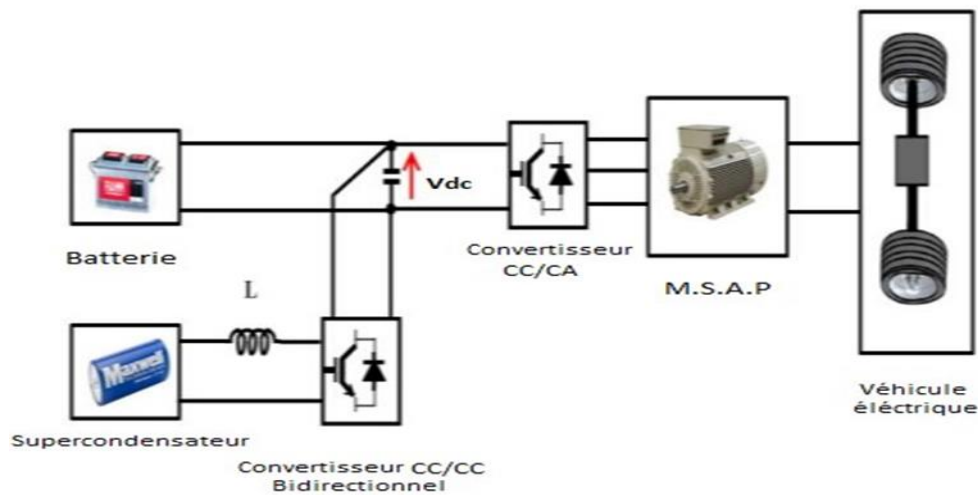 Vdc
Batterie
Convertisseur
CC/CA
M.S.A.P
L
Maxwell
Véhicule
éléctrique
Supercondensateur
Convertisseur CC/CC
Bidirectionnel